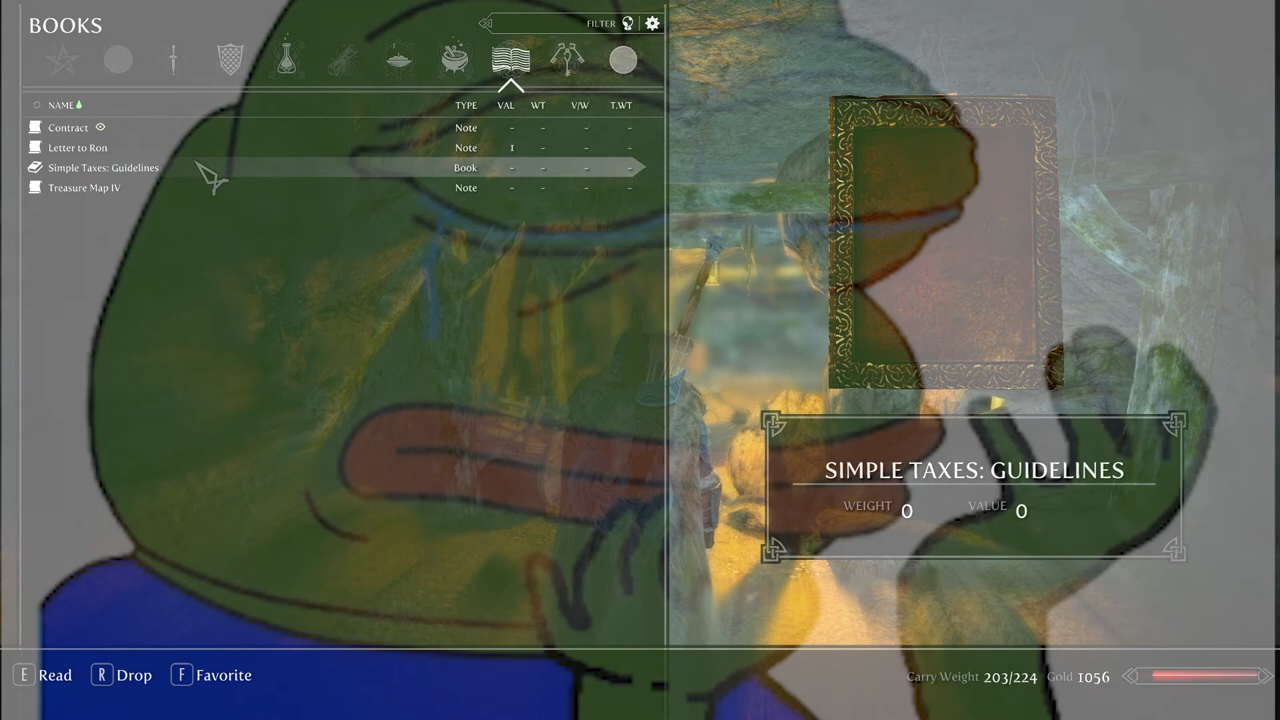 BOOKS
FILTER
NAME TYPE VAL WT V/W T.WT
Contract Note - - - -
Letter to Ron Note 1 - - -
Simple Taxes: Guidelines Book - - - -
Treasure Map IV Note - - - -
SIMPLE TAXES: GUIDELINES
WEIGHT 0 VALUE 0
E Read R Drop F Favorite
Carry Weight 203/224 Gold 1056